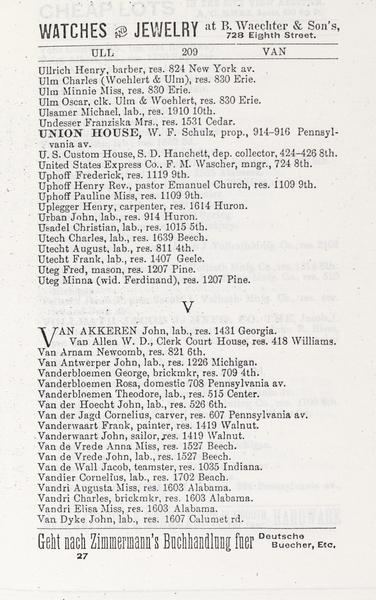 WATCHES AND JEWELRY at B. Waechter & Son's,
728 Eighth Street.
ULL 209 VAN
Ullrich Henry, barber, res. 824 New York av.
Ulm Charles (Woehlert & Ulm), res. 830 Erie.
Ulm Minnie Miss, res. 830 Erie.
Ulm Oscar, clk. Ulm & Woehlert, res. 830 Erie.
Ulsamer Michael, lab., res. 1910 10th.
Undesser Franziska Mrs., res. 1531 Cedar.
UNION HOUSE, W. F. Schulz, prop., 914-916 Pennsyl-
vania av.
U. S. Custom House, S. D. Hanchett, dep. collector, 424-426 8th.
United States Express Co., F. M. Wascher, mngr., 724 8th.
Uphoff Frederick, res. 1119 9th.
Uphoff Henry Rev., pastor Emanuel Church, res. 1109 9th.
Uphoff Pauline Miss, res. 1109 9th.
Uplegger Henry, carpenter, res. 1614 Huron.
Urban John, lab., res. 914 Huron.
Usadel Christian, lab., res. 1015 5th.
Utech Charles, lab., res. 1639 Beech.
Utecht August, lab., res. 811 4th.
Utecht Frank, lab., res. 1407 Geele.
Uteg Fred, mason, res. 1207 Pine.
Uteg Minna (wid. Ferdinand), res. 1207 Pine.
V
VAN AKKEREN John, lab., res. 1431 Georgia.
Van Allen W. D., Clerk Court House, res. 418 Williams.
Van Arnam Newcomb, res. 821 6th.
Van Antwerper John, lab., res. 1226 Michigan.
Vanderbloemen George, brickmkr, res. 709 4th.
Vanderbloemen Rosa, domestic 708 Pennsylvania av.
Vanderbloemen Theodore, lab., res. 515 Center.
Van der Hoecht John, lab., res. 526 6th.
Van der Jagd Cornelius, carver, res. 607 Pennsylvania av.
Vanderwaart Frank, painter, res. 1419 Walnut.
Vanderwaart John, sailor, res. 1419 Walnut.
Van de Vrede Anna Miss, res. 1527 Beech.
Van de Vrede John, lab., res. 1527 Beech.
Van de Wall Jacob, teamster, res. 1035 Indiana.
Vandier Cornelius, lab., res. 1702 Beach.
Vandri Augusta Miss, res. 1603 Alabama.
Vandri Charles, brickmkr, res. 1603 Alabama.
Vandri Elisa Miss, res. 1603 Alabama.
Van Dyke John, lab., res. 1607 Calumet rd.
Geht nach Zimmermann's Buchhandlung fuer Deutsche
Buecher, Etc.
27